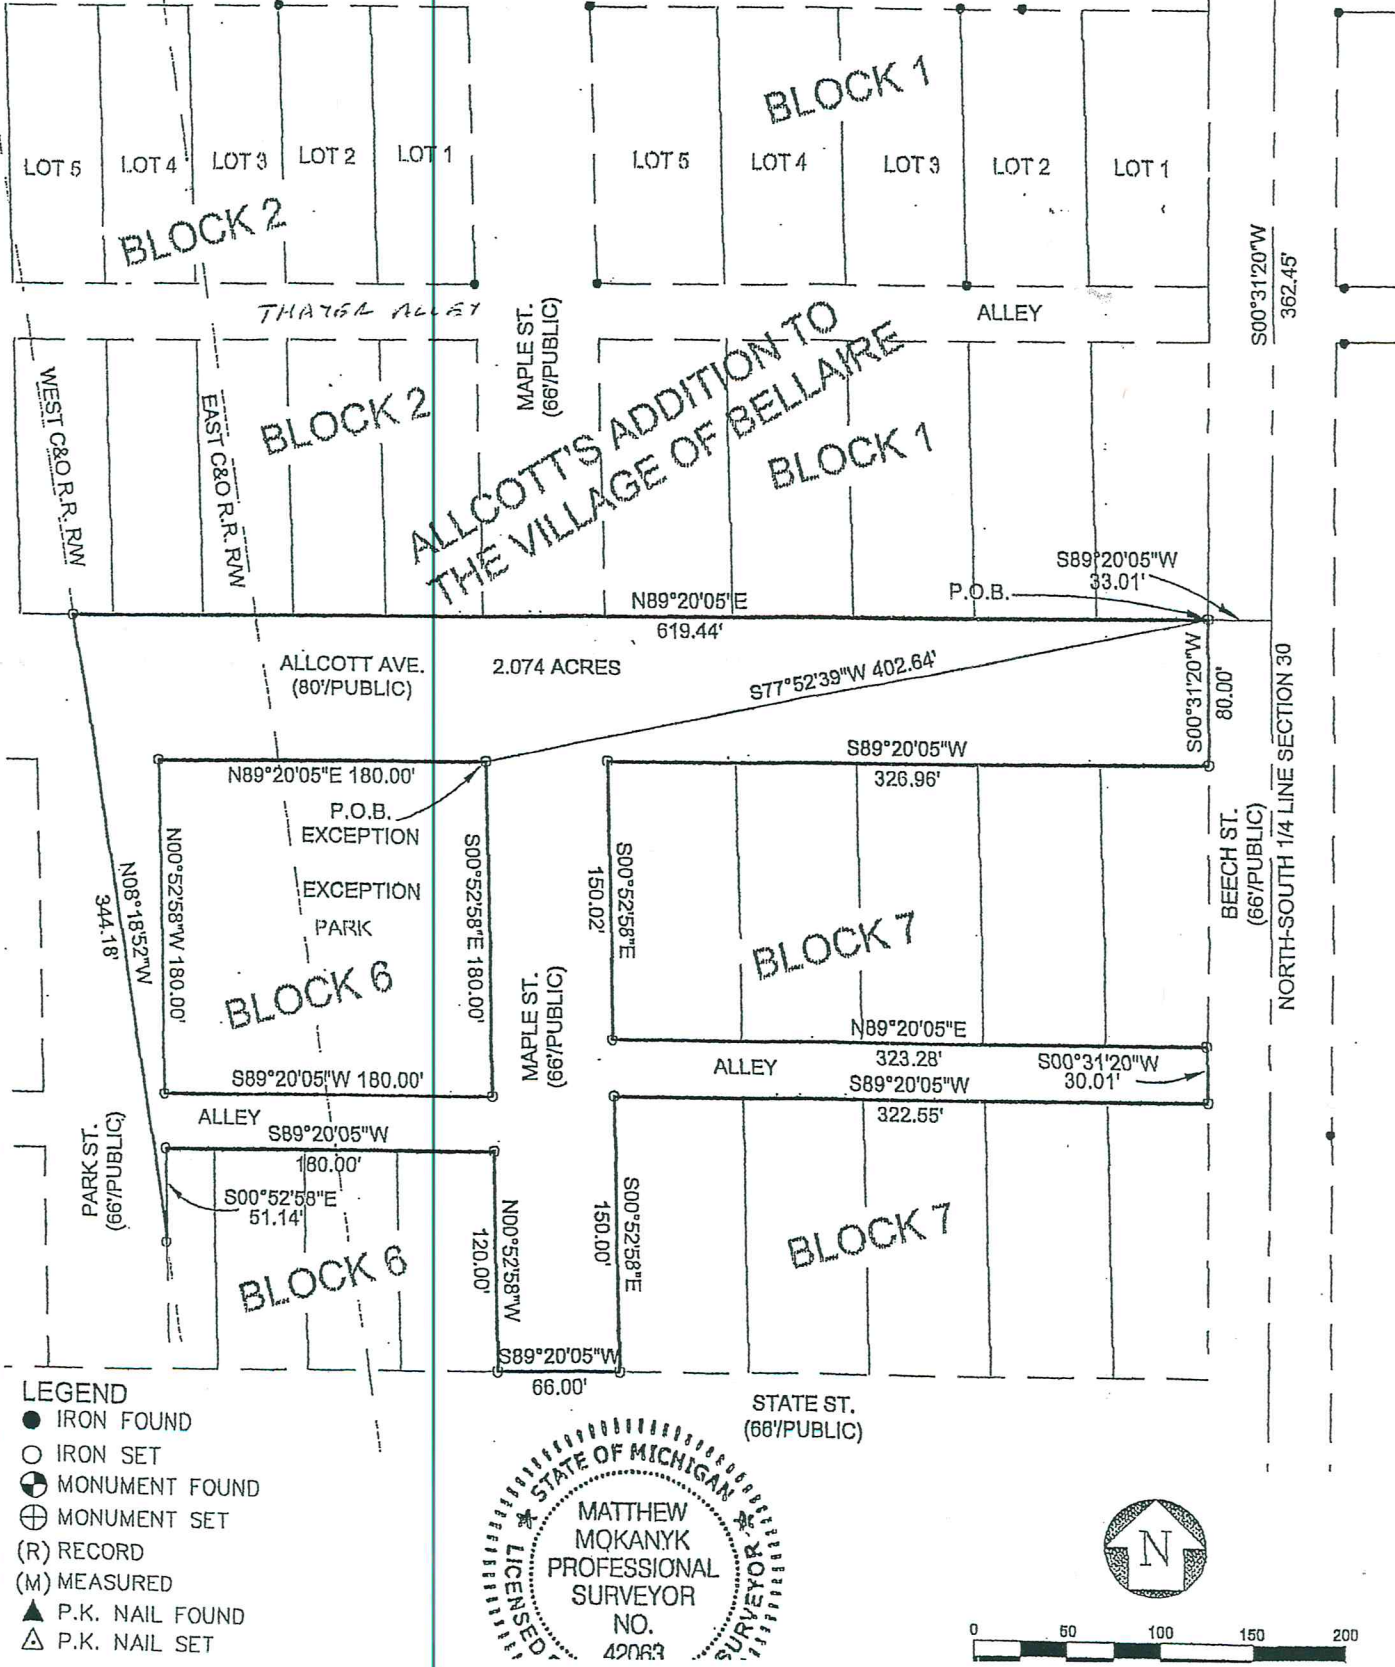 BLOCK 1
LOT 5
LOT 4
LOT 3
LOT 2
LOT 1
LOT 5
LOT 4
LOT 3
LOT 2
LOT 1
BLOCK 2
S00°31'20"W
362.45'
THAYER ALLEY
MAPLE ST.
(66'/PUBLIC)
ALLEY
ALLCOTT'S ADDITION TO
THE VILLAGE OF BELLAIRE
WEST C&O R.R. R/W
EAST C&O R.R. R/W
BLOCK 2
BLOCK 1
S89°20'05"W
33.01'
P.O.B.
N89°20'05"E
619.44'
ALLCOTT AVE.
(80'/PUBLIC)
2.074 ACRES
S77°52'39"W 402.64'
S00°31'20"W
80.00'
NORTH-SOUTH 1/4 LINE SECTION 30
N89°20'05"E 180.00'
S89°20'05"W
326.96'
P.O.B.
EXCEPTION
EXCEPTION
PARK
BLOCK 6
N08°18'52"W
344.18'
N00°52'58"W 180.00'
S00°52'58"E 180.00'
S00°52'58"E
150.02'
BLOCK 7
BEECH ST.
(66'/PUBLIC)
MAPLE ST.
(66'/PUBLIC)
N89°20'05"E
323.28'
ALLEY
S00°31'20"W
30.01'
S89°20'05"W
322.55'
S89°20'05"W 180.00'
ALLEY
S89°20'05"W
180.00'
PARK ST.
(66'/PUBLIC)
S00°52'58"E
51.14'
BLOCK 6
N00°52'58"W
120.00'
S00°52'58"E
150.00'
BLOCK 7
S89°20'05"W
66.00'
STATE ST.
(66'/PUBLIC)
LEGEND
IRON FOUND
IRON SET
MONUMENT FOUND
MONUMENT SET
(R) RECORD
(M) MEASURED
P.K. NAIL FOUND
P.K. NAIL SET
STATE OF MICHIGAN
LICENSED
SURVEYOR
MATTHEW
MOKANYK
PROFESSIONAL
SURVEYOR
NO.
42063
N
0 50 100 150 200